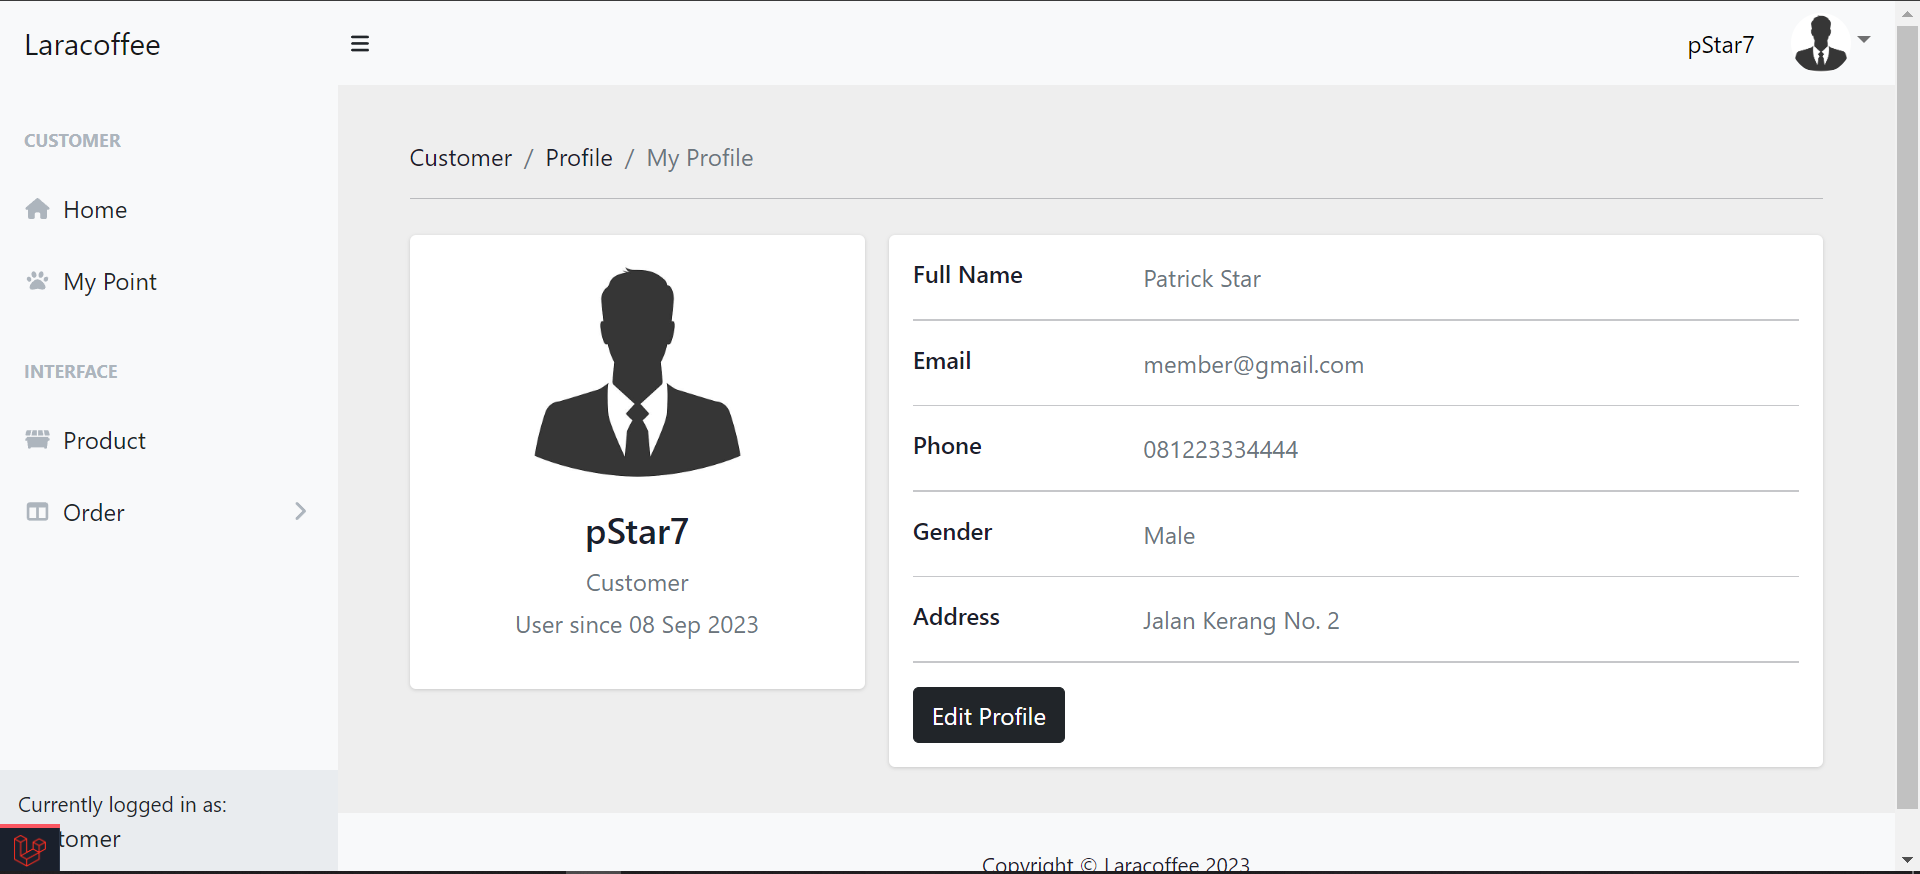 Laracoffee
pStar7
CUSTOMER
Home
My Point
INTERFACE
Product
Order
Currently logged in as:
tomer
Customer / Profile / My Profile
pStar7
Customer
User since 08 Sep 2023
Full Name Patrick Star
Email member@gmail.com
Phone 081223334444
Gender Male
Address Jalan Kerang No. 2
Edit Profile
Copyright © Laracoffee 2023